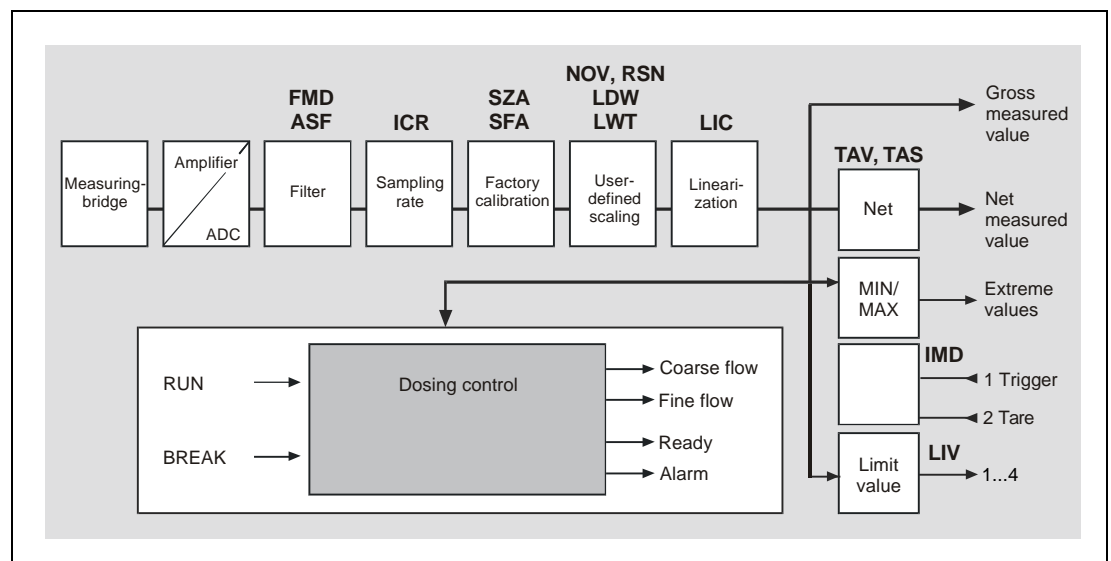 NOV, RSN
FMD
SZA
LDW
ASF
ICR
SFA
LWT
LIC
Gross
measured
value
TAV, TAS
Measuring-
bridge
Amplifier
ADC
Filter
Sampling
rate
Factory
calibration
User-
defined
scaling
Lineari-
zation
Net
Net
measured
value
MIN/
MAX
Extreme
values
IMD
1 Trigger
2 Tare
RUN
BREAK
Dosing control
Coarse flow
Fine flow
Ready
Alarm
Limit
value
LIV
1...4